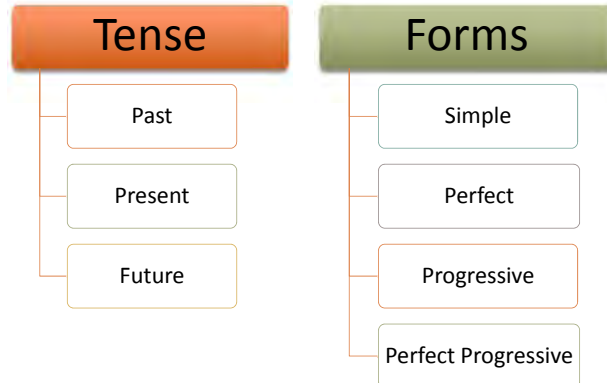 Tense
Past
Present
Future
Forms
Simple
Perfect
Progressive
Perfect Progressive